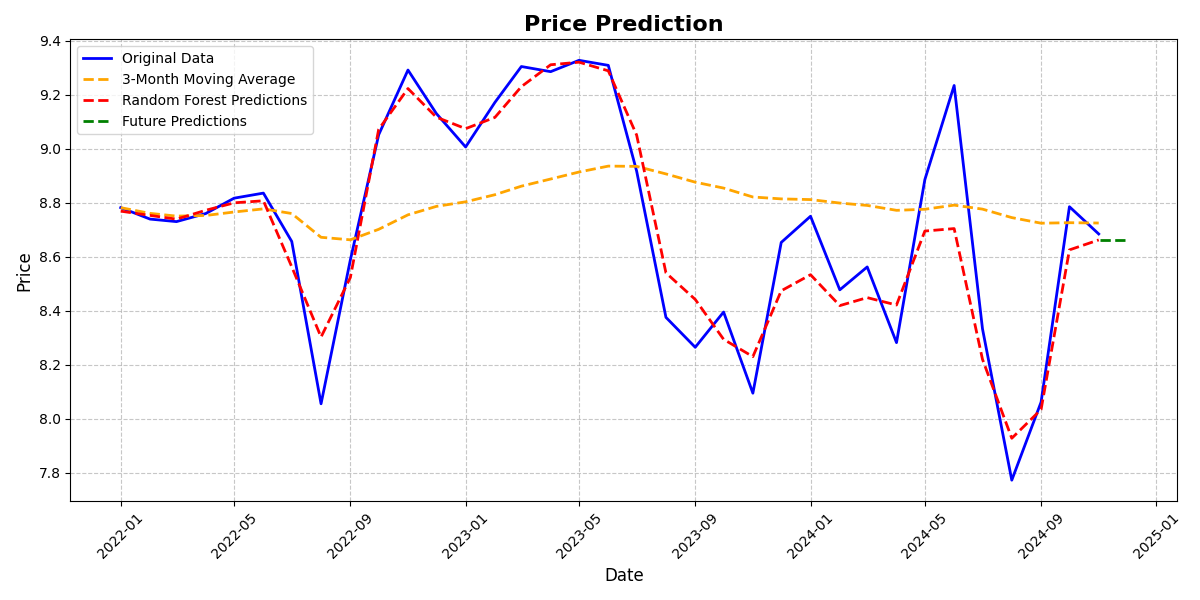 Price Prediction
Original Data
3-Month Moving Average
Random Forest Predictions
Future Predictions
Price
9.4
9.2
9.0
8.8
8.6
8.4
8.2
8.0
7.8
2022-01
2022-05
2022-09
2023-01
2023-05
2023-09
2024-01
2024-05
2024-09
2025-01
Date